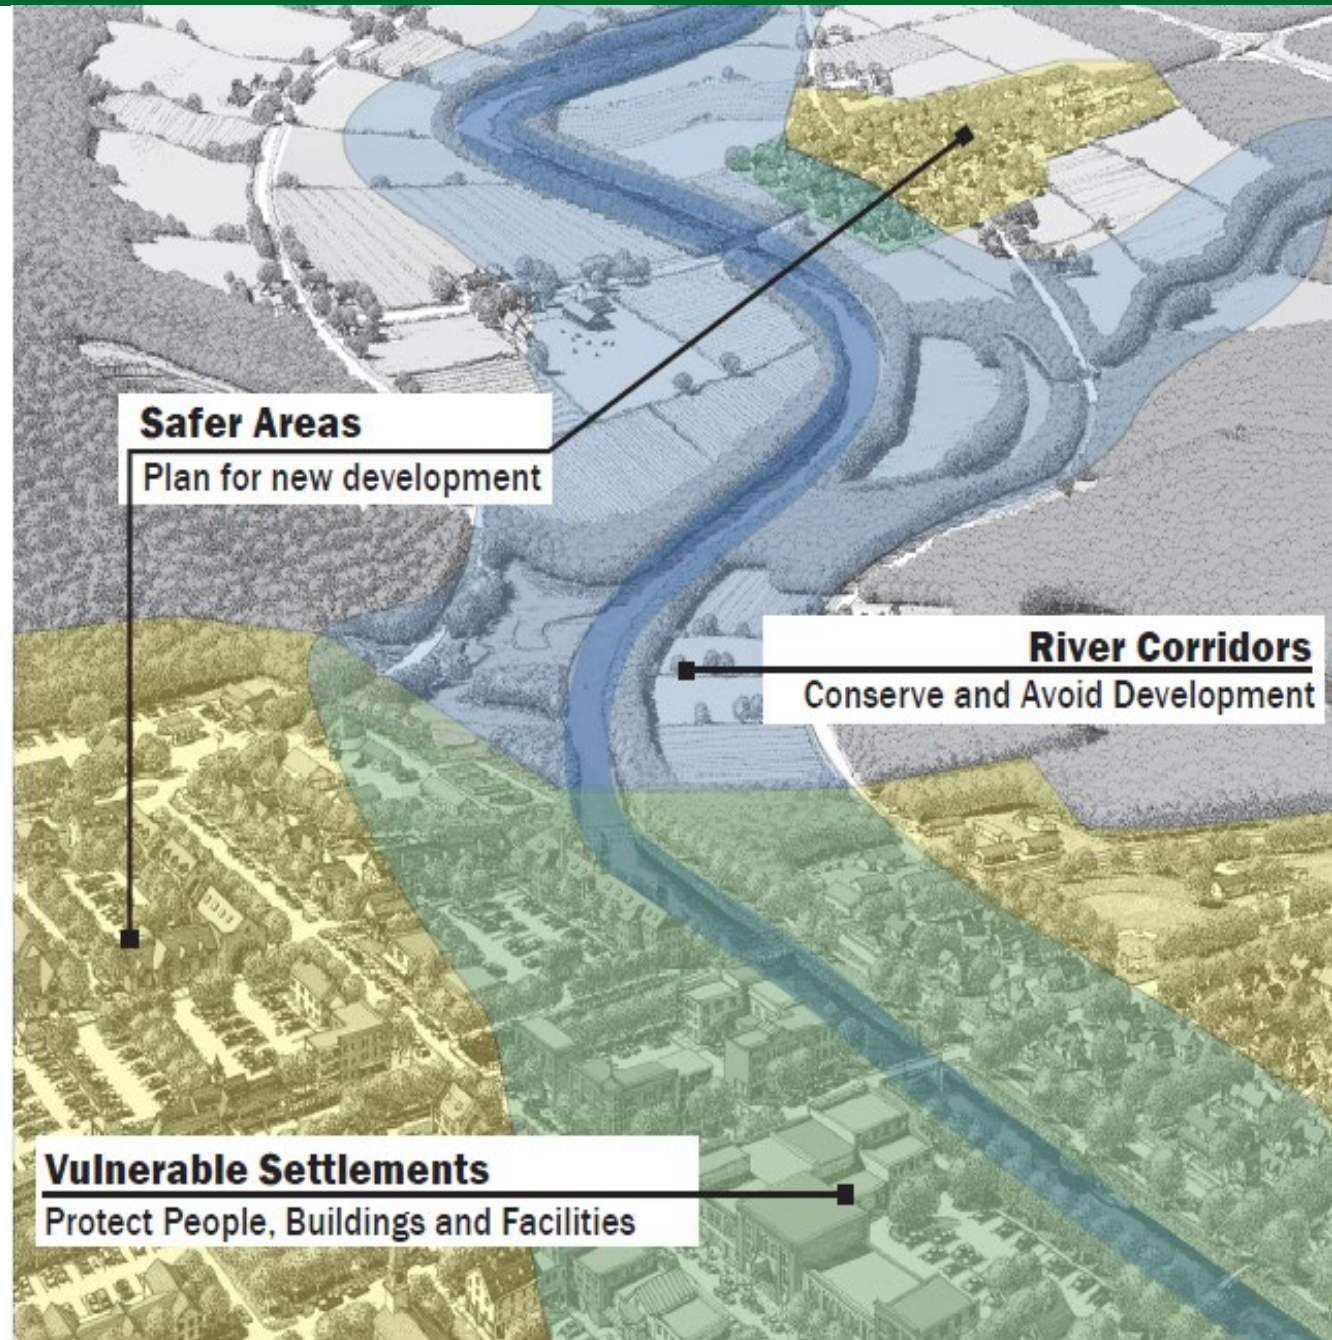 Safer Areas
Plan for new development
River Corridors
Conserve and Avoid Development
Vulnerable Settlements
Protect People, Buildings and Facilities